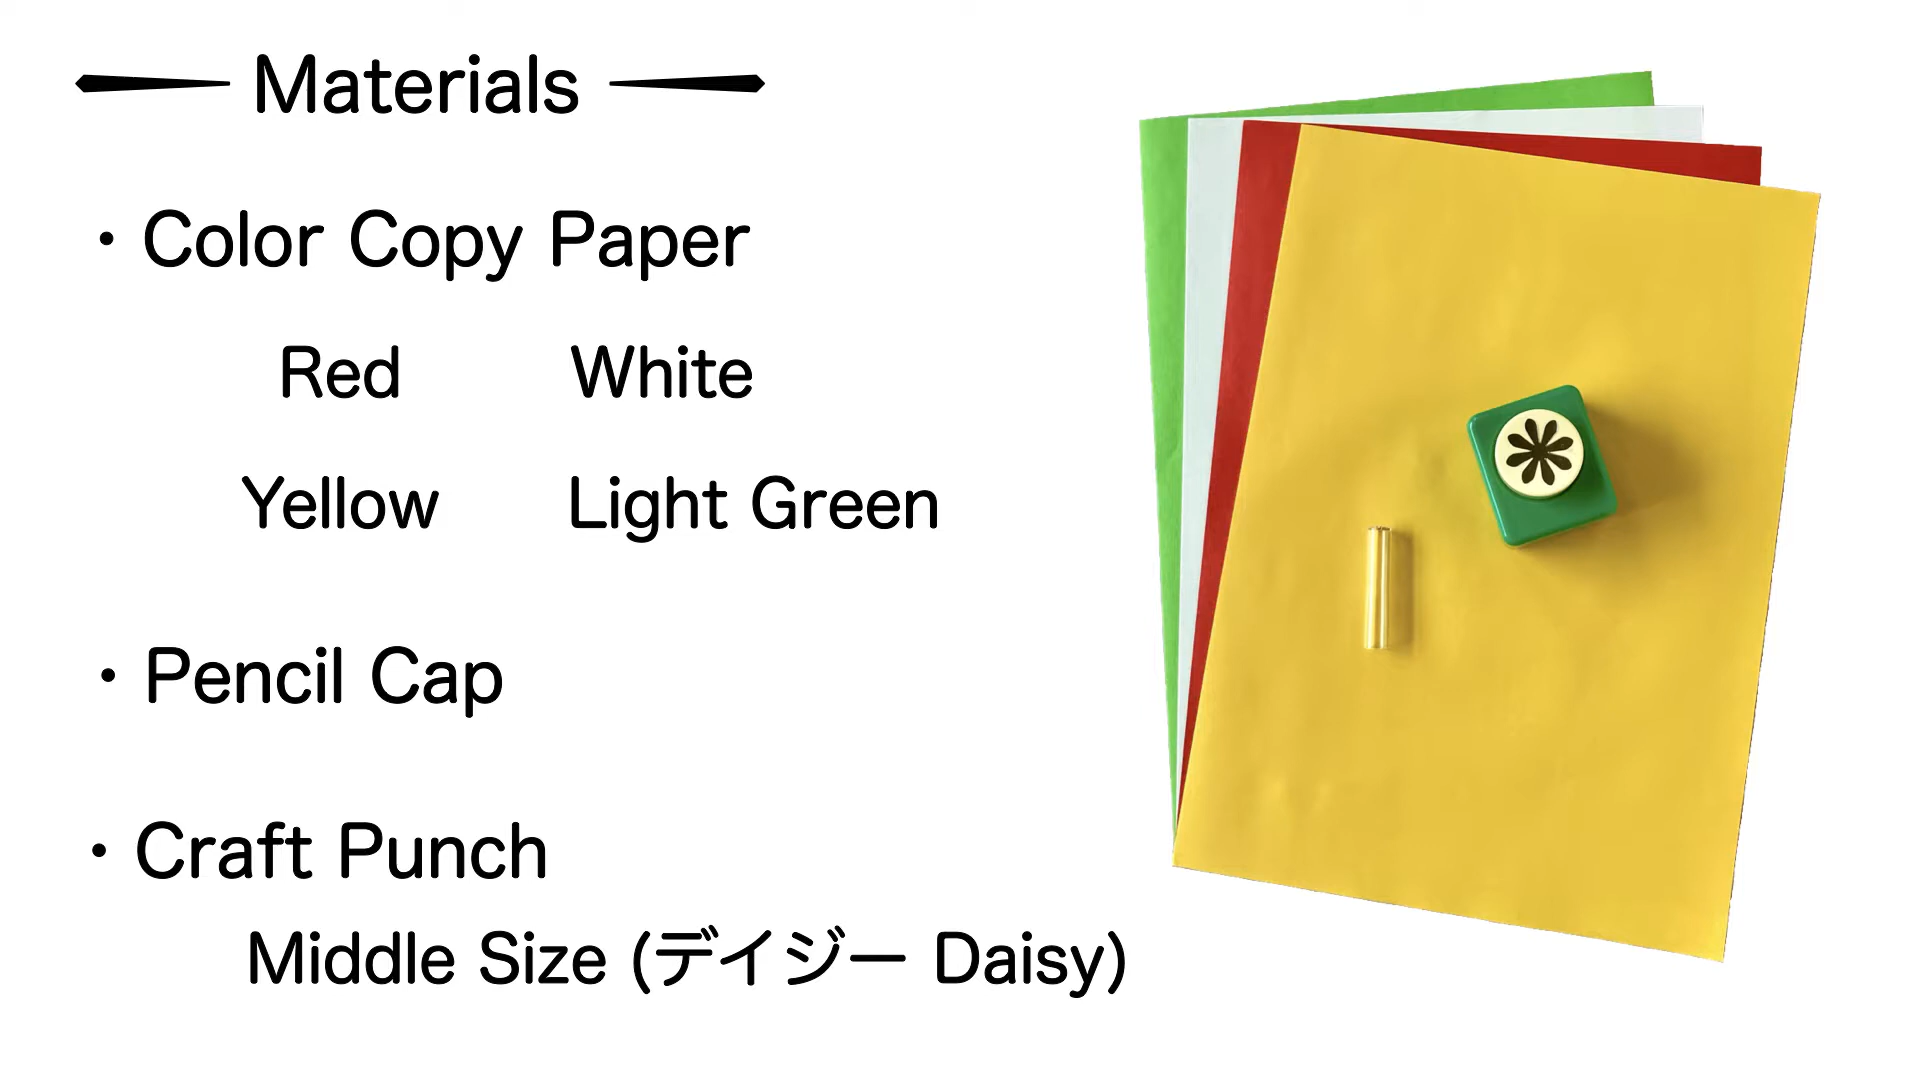 Materials
・Color Copy Paper
Red White
Yellow Light Green
・Pencil Cap
・Craft Punch
Middle Size (デイジー Daisy)